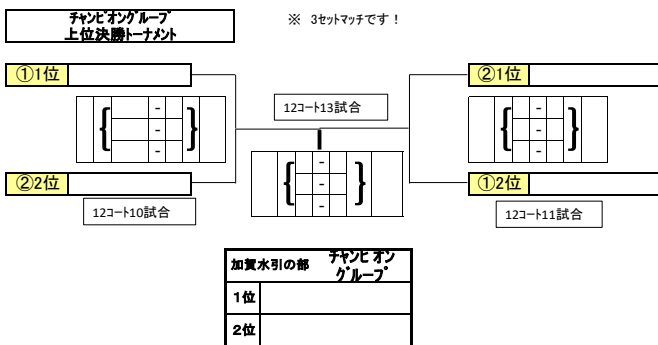 チャンピオングループ
上位決勝トーナメント
※ 3セットマッチです！
①1位
②1位
12コート13試合
-
-
-
-
-
-
②2位
-
-
-
①2位
12コート10試合
12コート11試合
加賀水引の部
チャンピオン
グループ
1位
2位